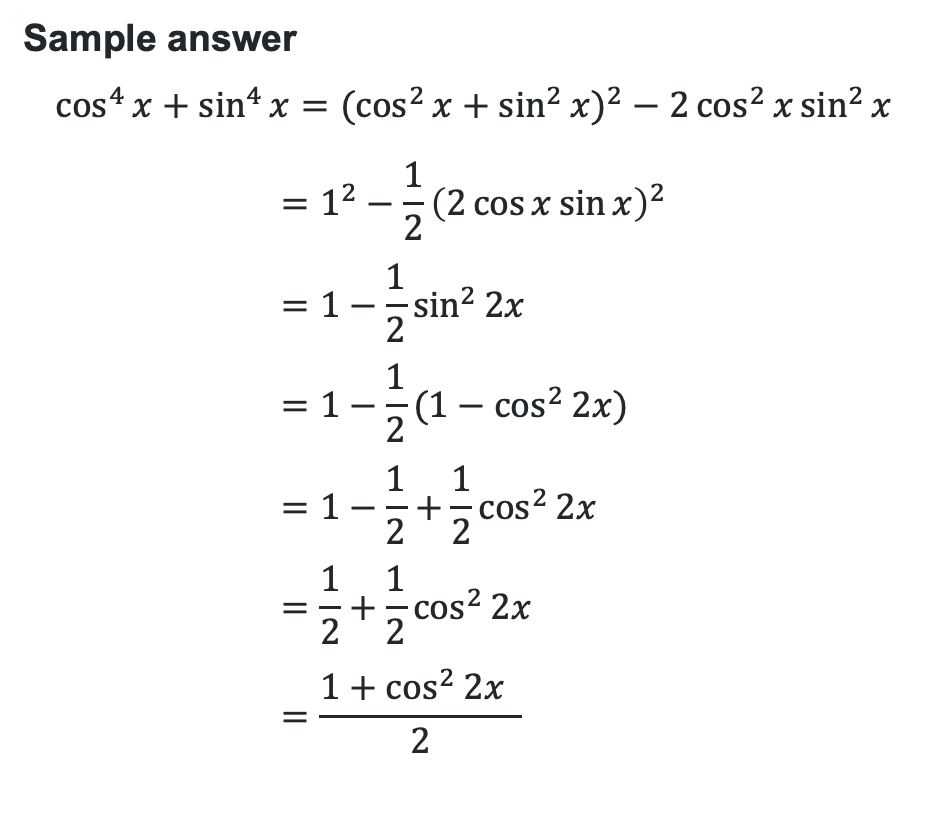 Sample answer
cos⁴ x + sin⁴ x = (cos² x + sin² x)² − 2 cos² x sin² x
= 1² − 1/2 (2 cos x sin x)²
= 1 − 1/2 sin² 2x
= 1 − 1/2 (1 − cos² 2x)
= 1 − 1/2 + 1/2 cos² 2x
= 1/2 + 1/2 cos² 2x
= (1 + cos² 2x)/2